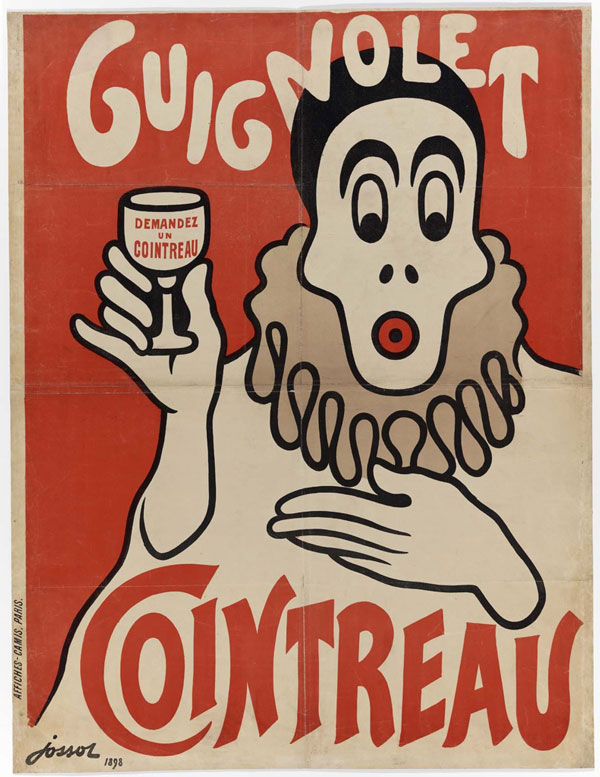 GUIGNOLET
DEMANDEZ
UN
COINTREAU
COINTREAU
AFFICHES-CAMIS, PARIS.
jossot
1898